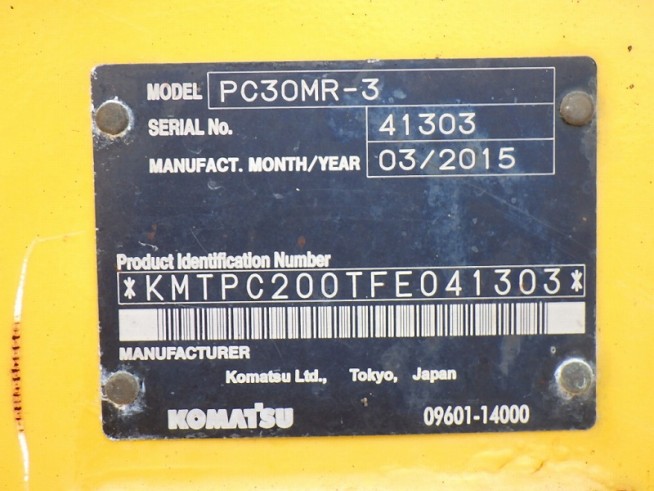 MODEL PC30MR-3
SERIAL No. 41303
MANUFACT. MONTH/YEAR 03/2015
Product Identification Number
*KMTPC200TFE041303*
MANUFACTURER
Komatsu Ltd., Tokyo, Japan
KOMATSU 09601-14000